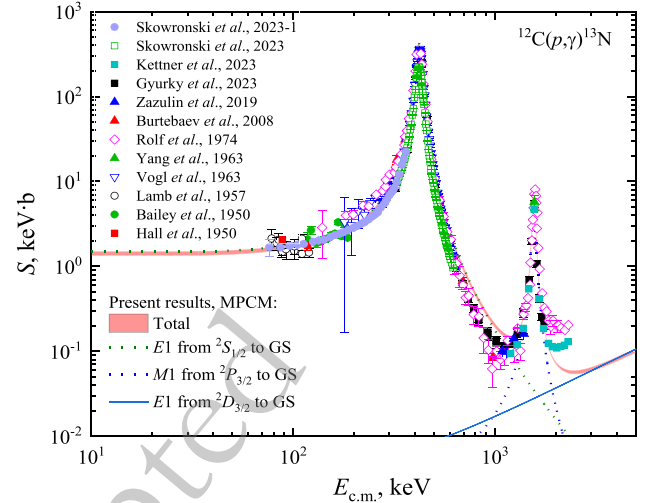 ¹²C(p,γ)¹³N
Skowronski et al., 2023-1
Skowronski et al., 2023
Kettner et al., 2023
Gyurky et al., 2023
Zazulin et al., 2019
Burtebaev et al., 2008
Rolf et al., 1974
Yang et al., 1963
Vogl et al., 1963
Lamb et al., 1957
Bailey et al., 1950
Hall et al., 1950
Present results, MPCM:
Total
E1 from ²S₁/₂ to GS
M1 from ²P₃/₂ to GS
E1 from ²D₃/₂ to GS
S, keV·b
10³
10²
10¹
10⁰
10⁻¹
10⁻²
10¹ 10² 10³
E_c.m., keV
pted